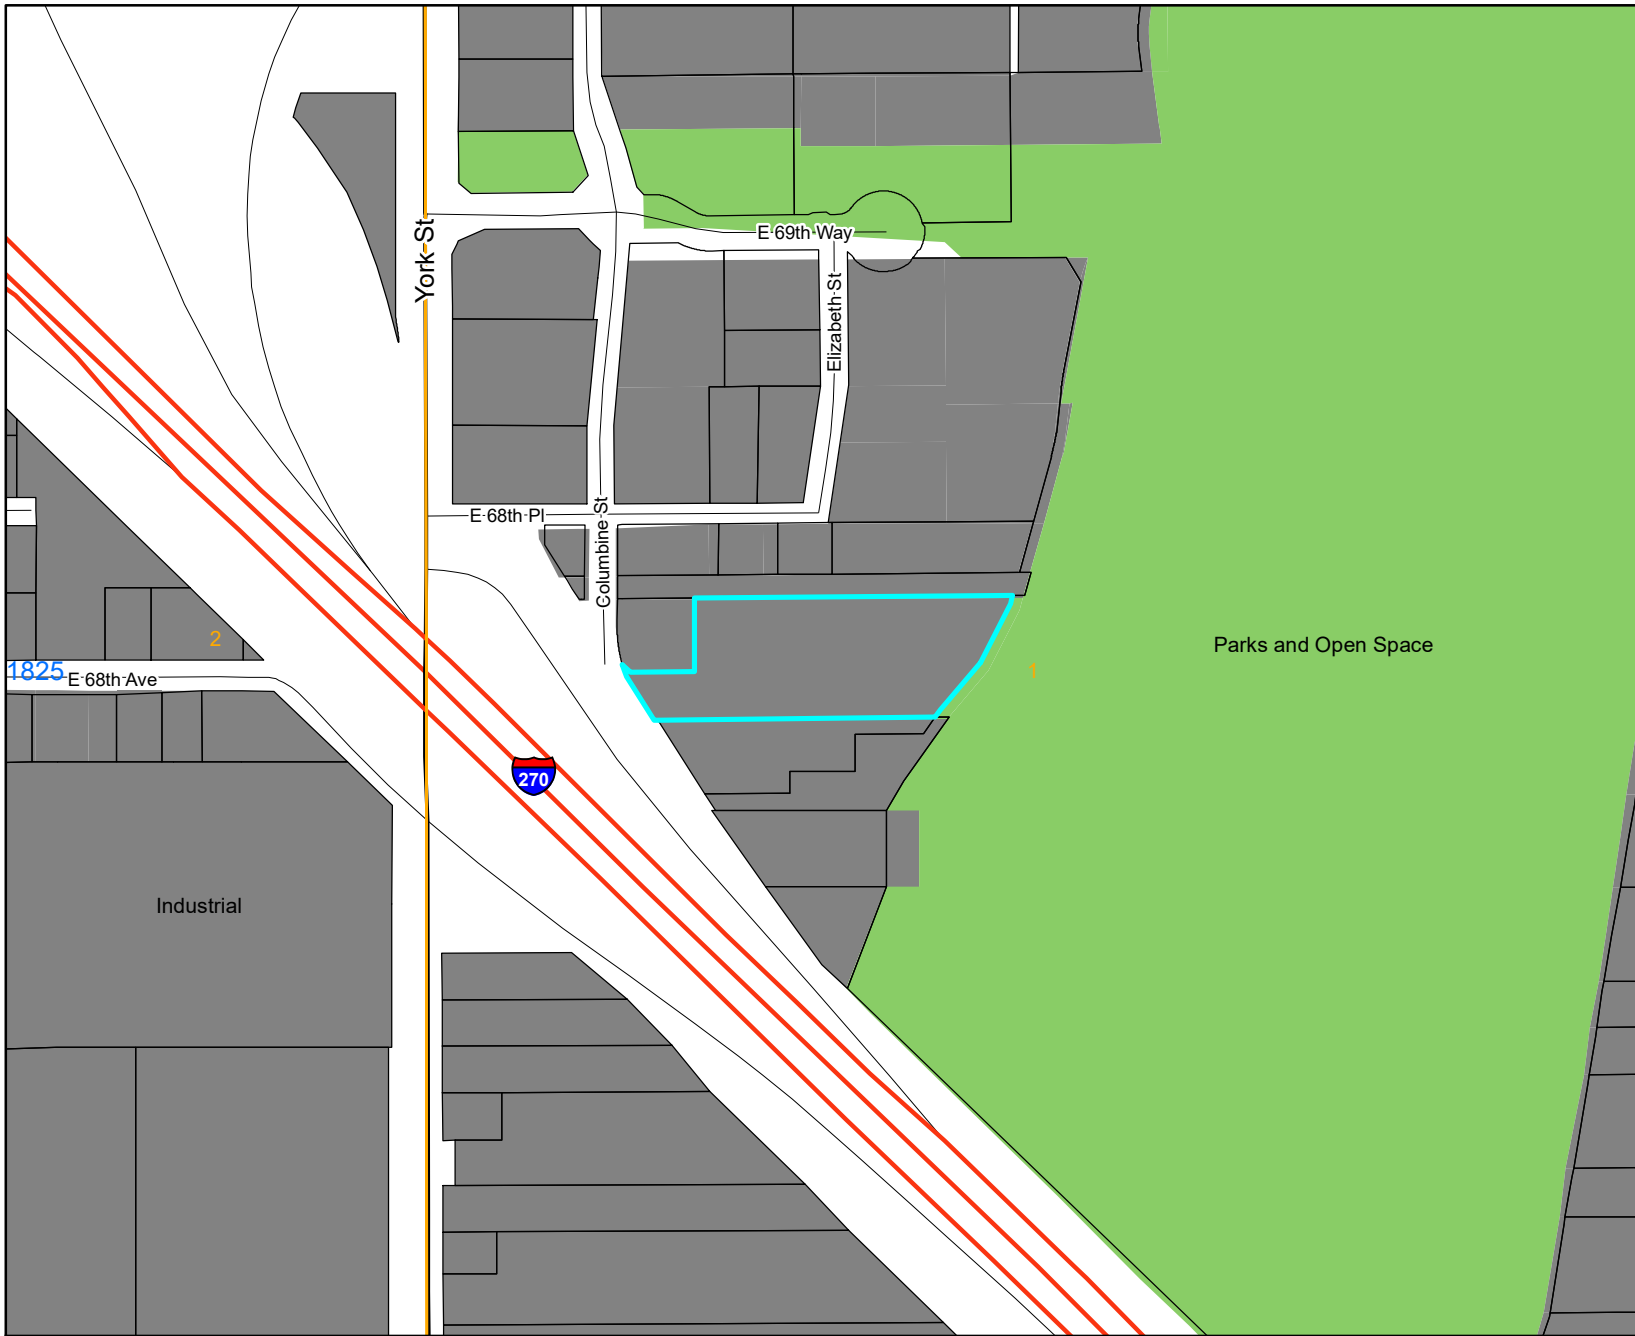 York St
E 69th Way
Elizabeth St
E 68th Pl
Columbine St
2
Parks and Open Space
1825
E 68th Ave
1
270
Industrial